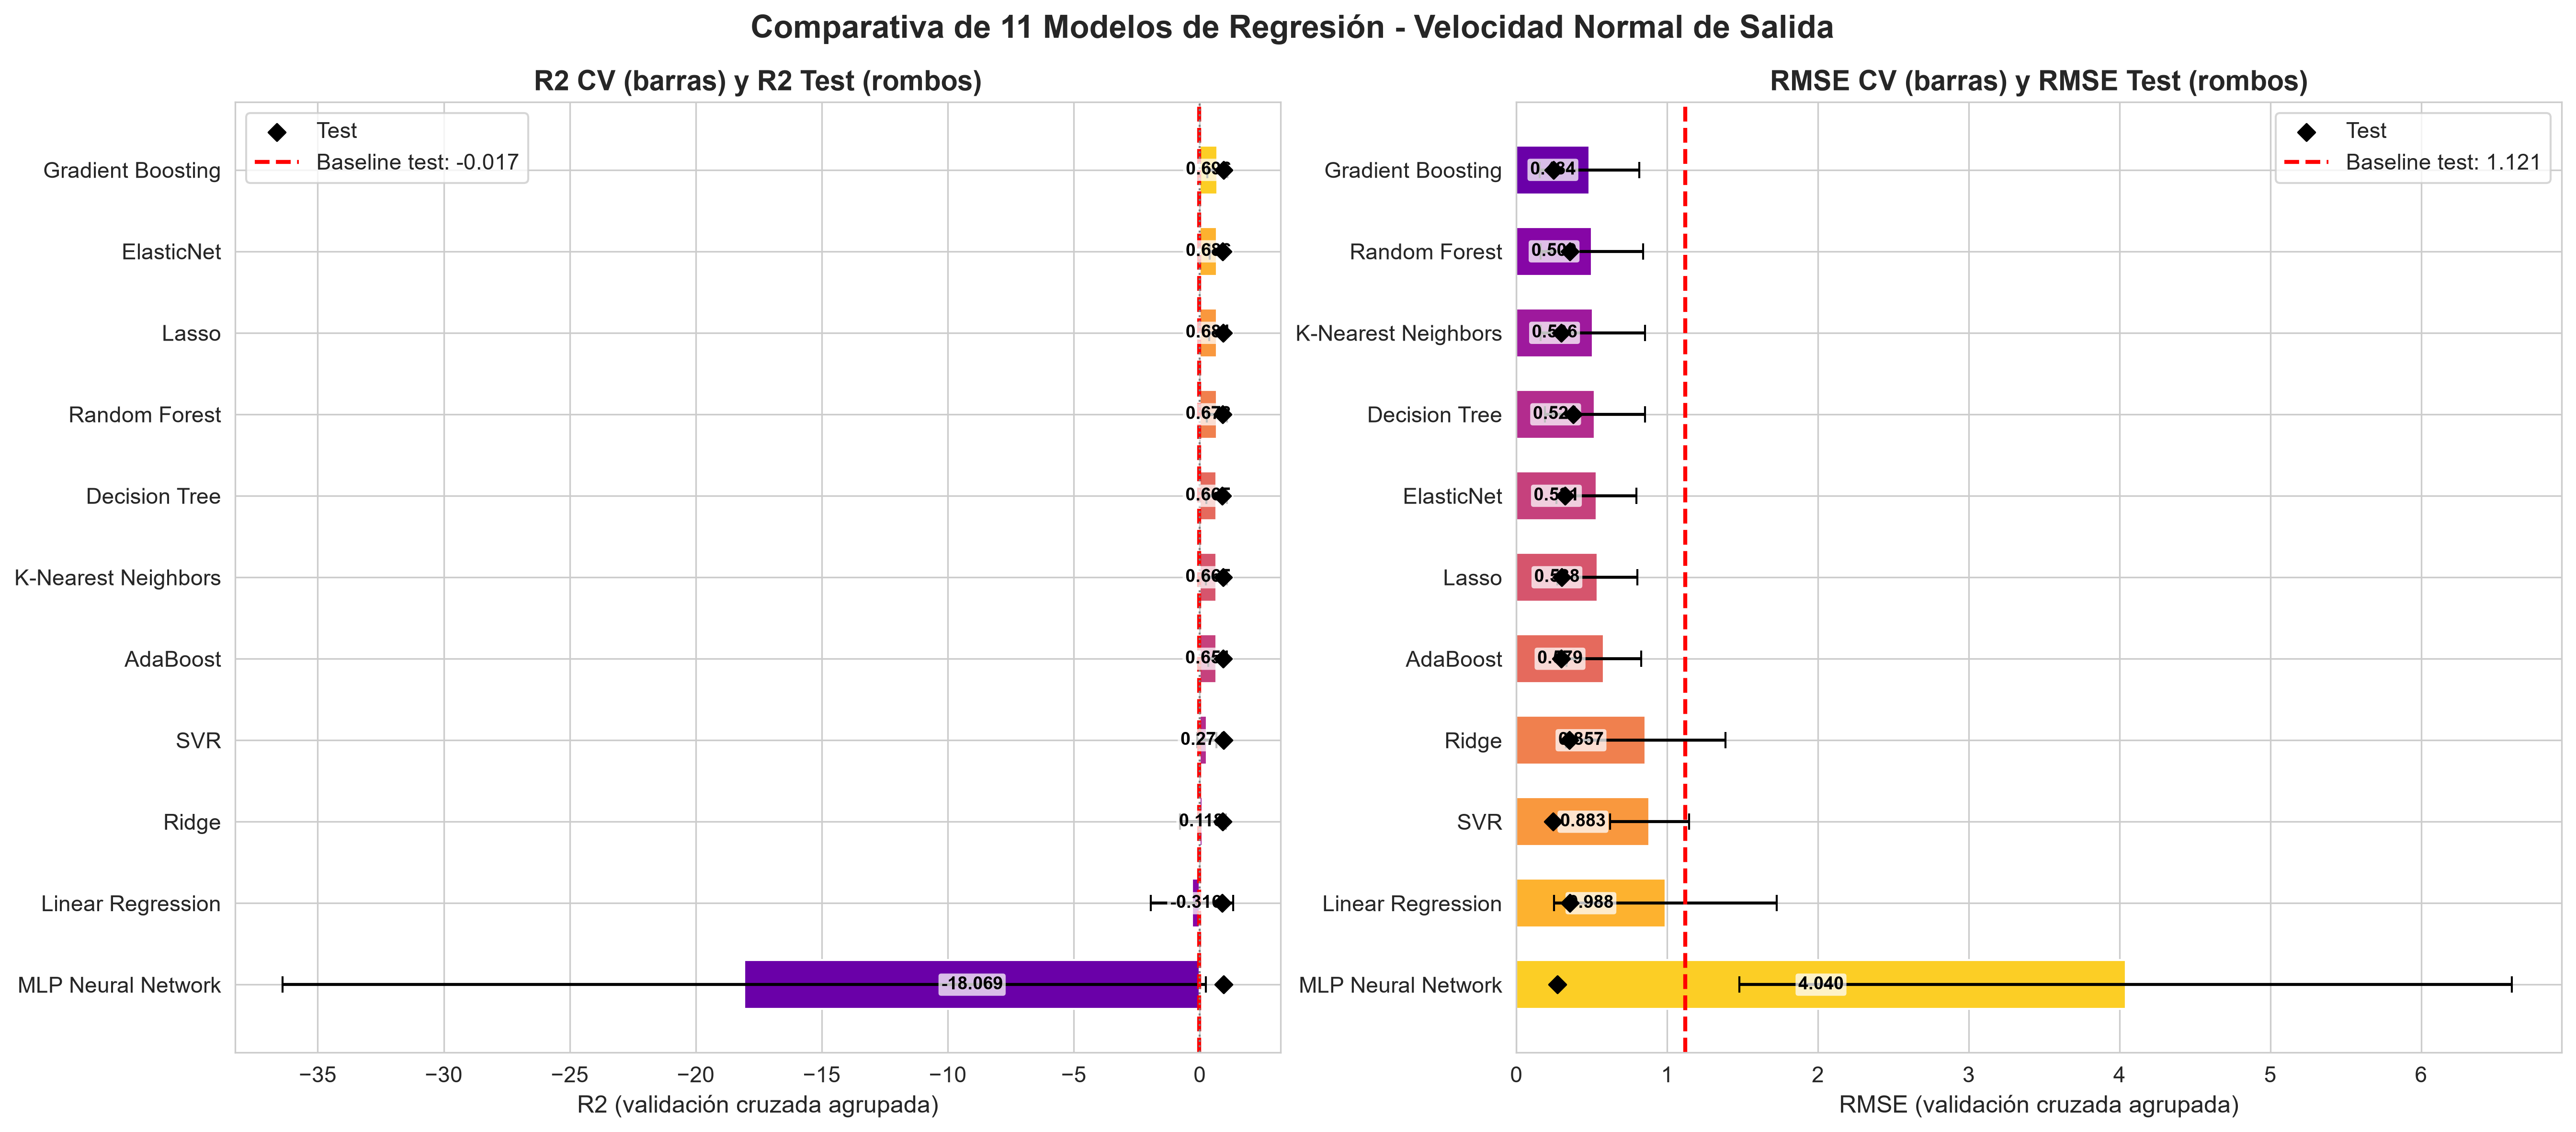 Comparativa de 11 Modelos de Regresión - Velocidad Normal de Salida
R2 CV (barras) y R2 Test (rombos)
Test
Baseline test: -0.017
Gradient Boosting
ElasticNet
Lasso
Random Forest
Decision Tree
K-Nearest Neighbors
AdaBoost
SVR
Ridge
Linear Regression
MLP Neural Network
-18.069
−35 −30 −25 −20 −15 −10 −5 0
R2 (validación cruzada agrupada)
RMSE CV (barras) y RMSE Test (rombos)
Test
Baseline test: 1.121
Gradient Boosting
Random Forest
K-Nearest Neighbors
Decision Tree
ElasticNet
Lasso
AdaBoost
Ridge
SVR 0.883
Linear Regression
MLP Neural Network 4.040
0 1 2 3 4 5 6
RMSE (validación cruzada agrupada)